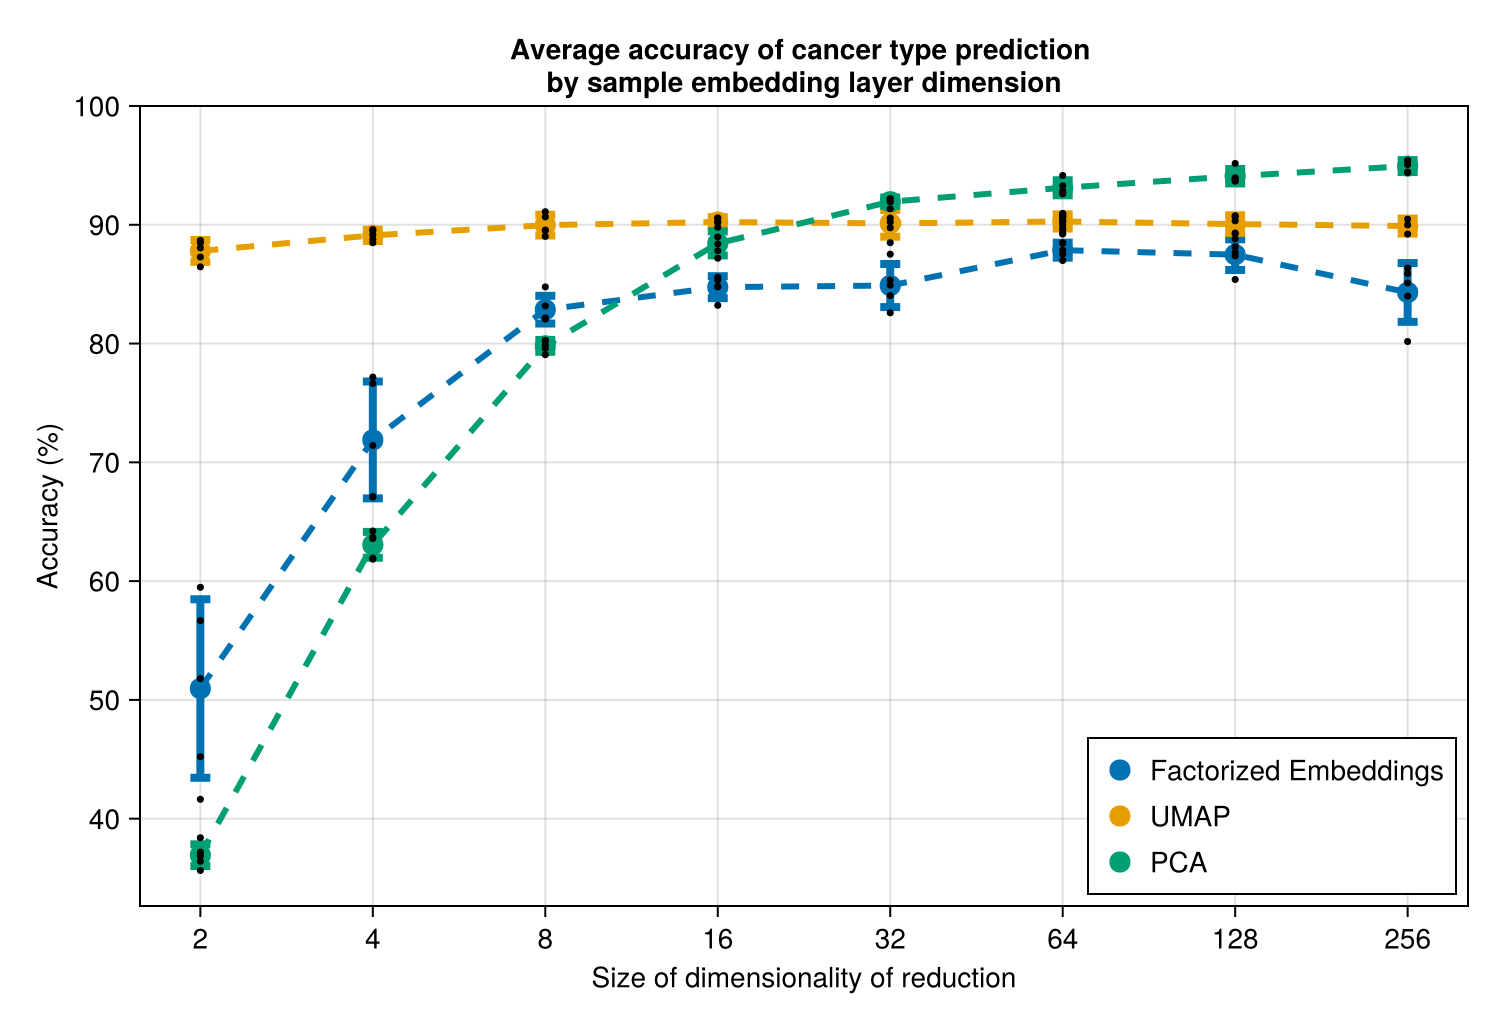 Average accuracy of cancer type prediction
by sample embedding layer dimension
100
90
80
70
60
50
40
Accuracy (%)
2 4 8 16 32 64 128 256
Size of dimensionality of reduction
Factorized Embeddings
UMAP
PCA